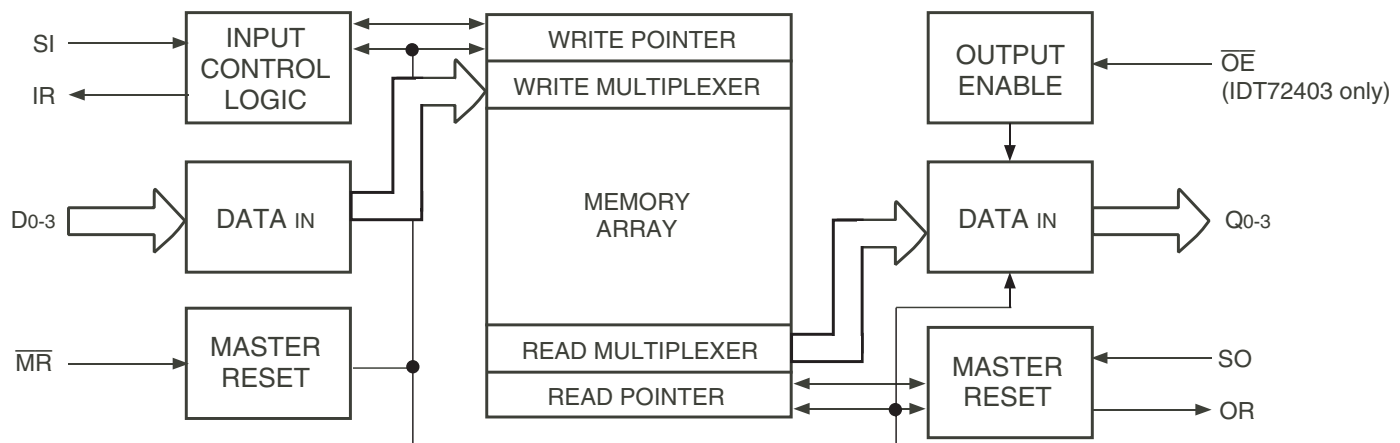 SI
IR
INPUT
CONTROL
LOGIC
WRITE POINTER
WRITE MULTIPLEXER
OUTPUT
ENABLE
OE
(IDT72403 only)
D0-3
DATA IN
MEMORY
ARRAY
DATA IN
Q0-3
MR
MASTER
RESET
READ MULTIPLEXER
READ POINTER
MASTER
RESET
SO
OR